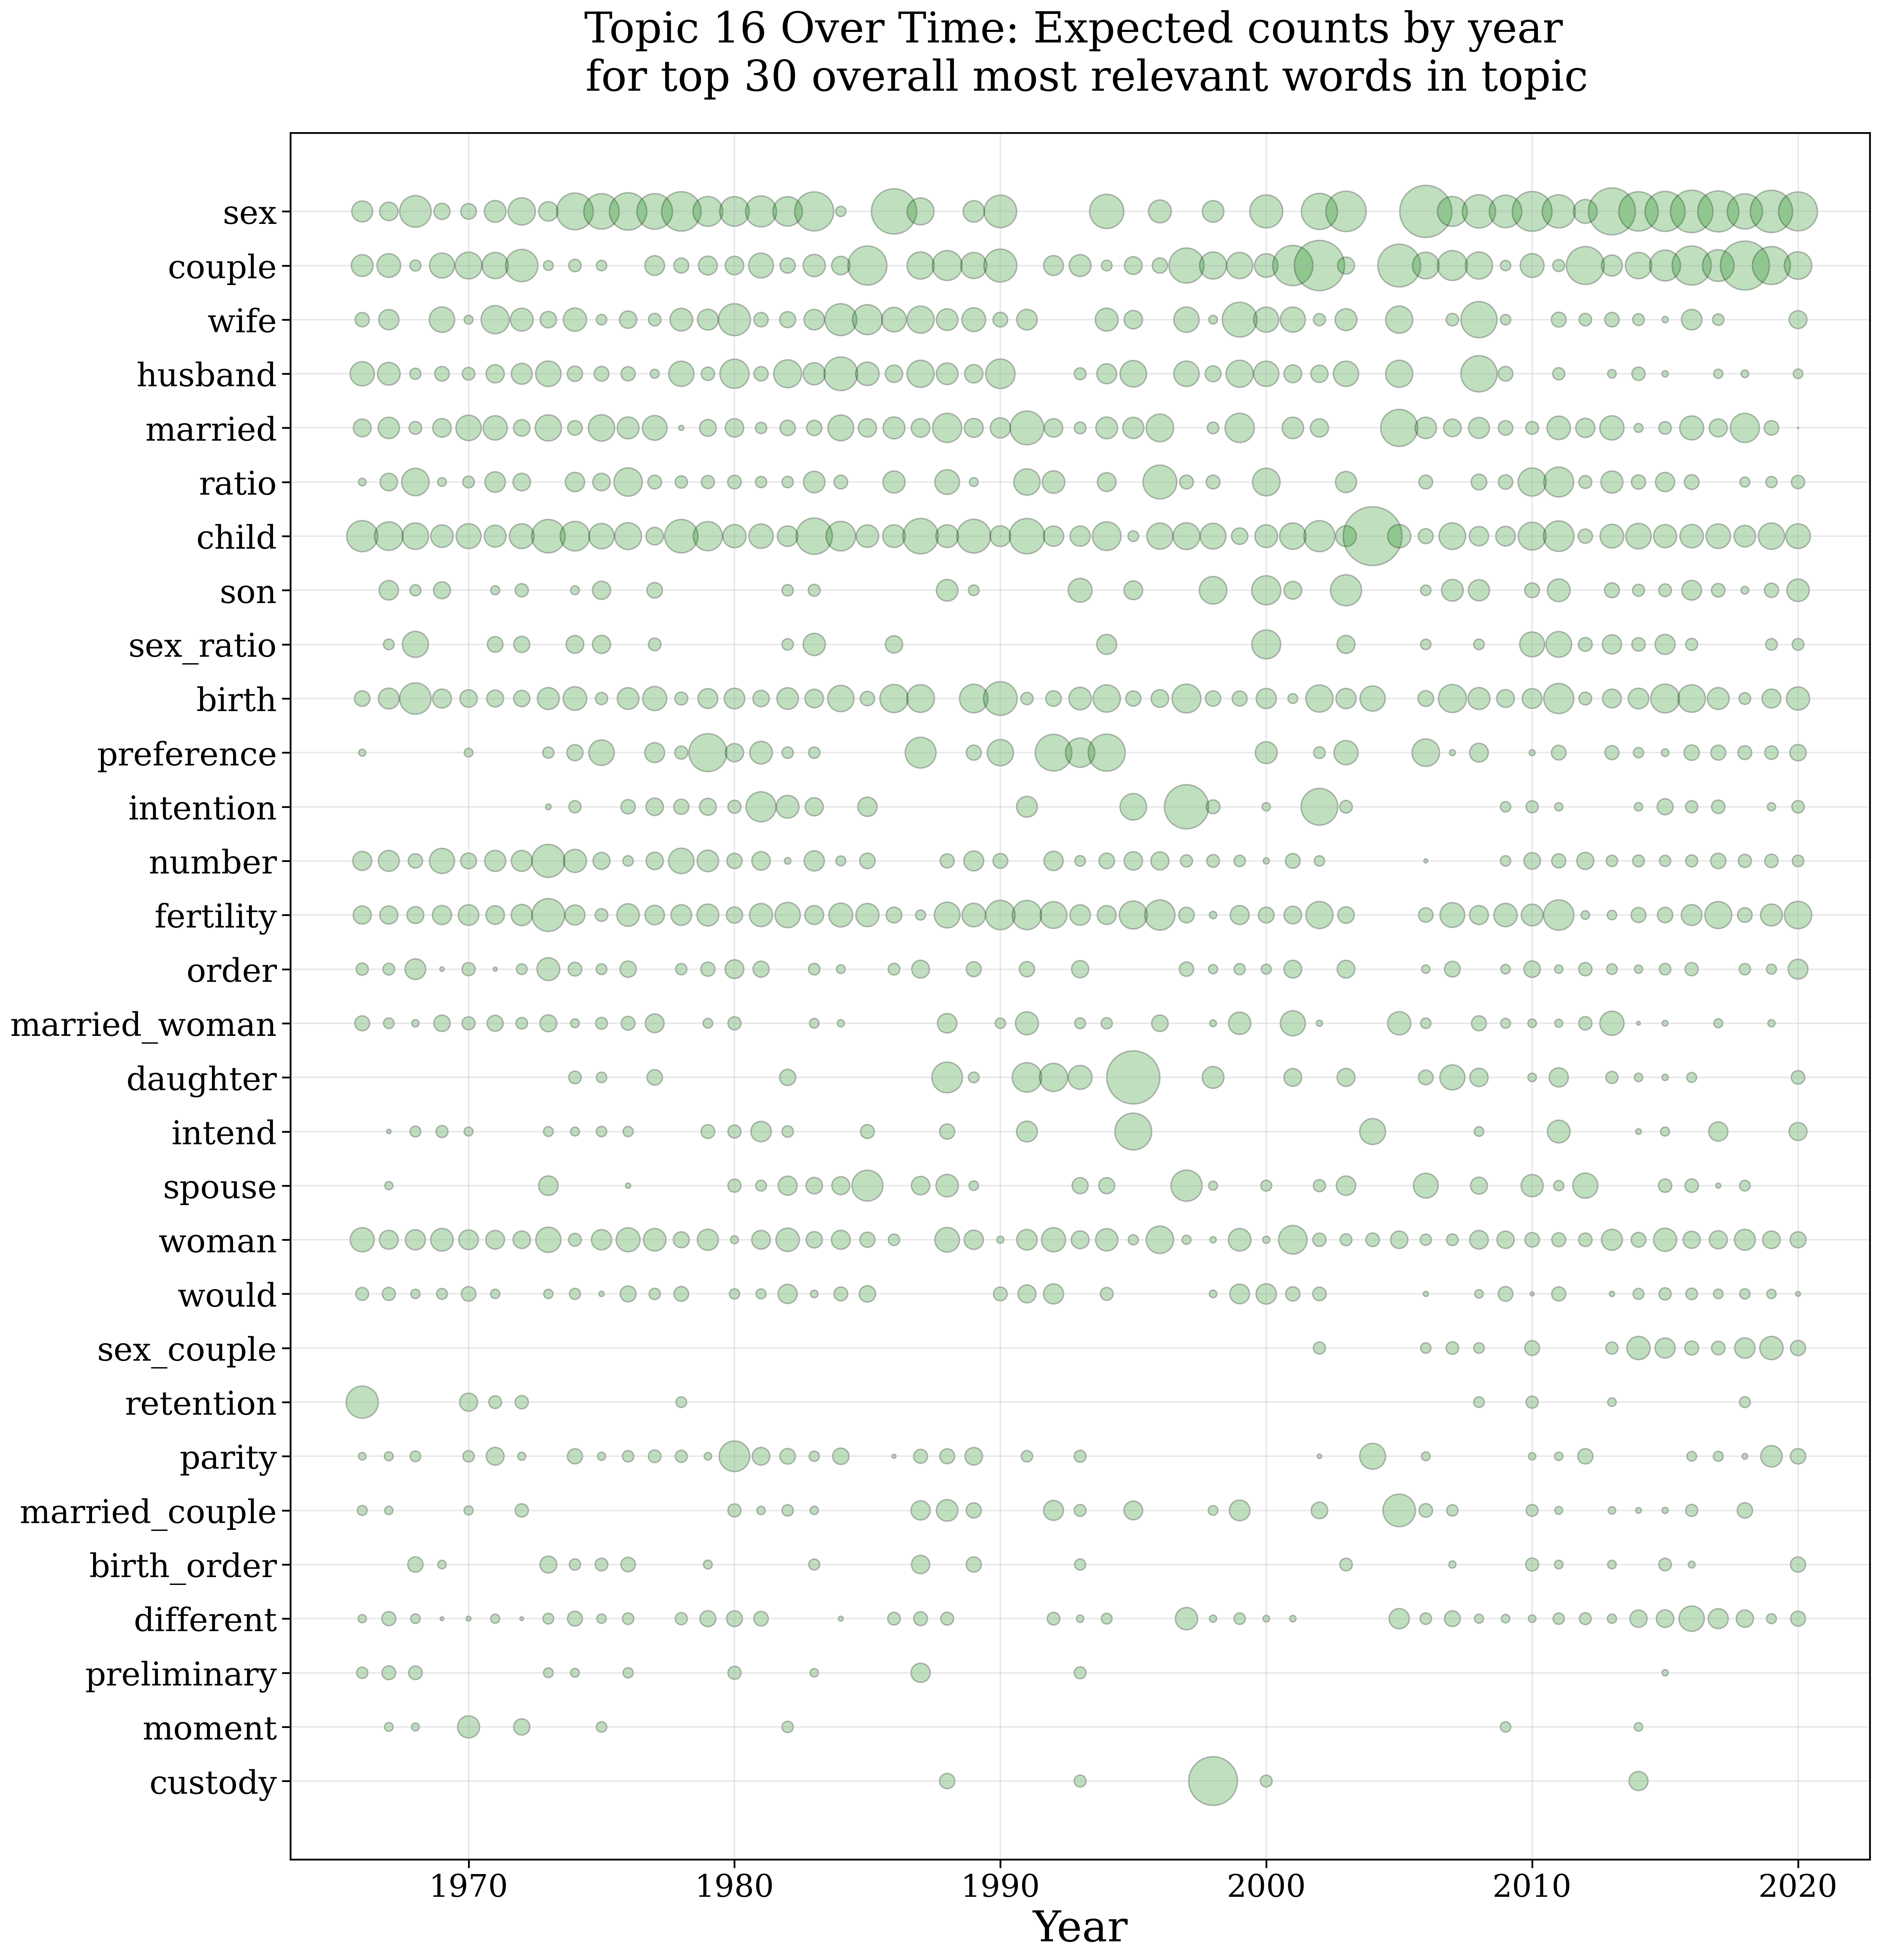 Topic 16 Over Time: Expected counts by year
for top 30 overall most relevant words in topic
sex
couple
wife
husband
married
ratio
child
son
sex_ratio
birth
preference
intention
number
fertility
order
married_woman
daughter
intend
spouse
woman
would
sex_couple
retention
parity
married_couple
birth_order
different
preliminary
moment
custody
1970 1980 1990 2000 2010 2020
Year